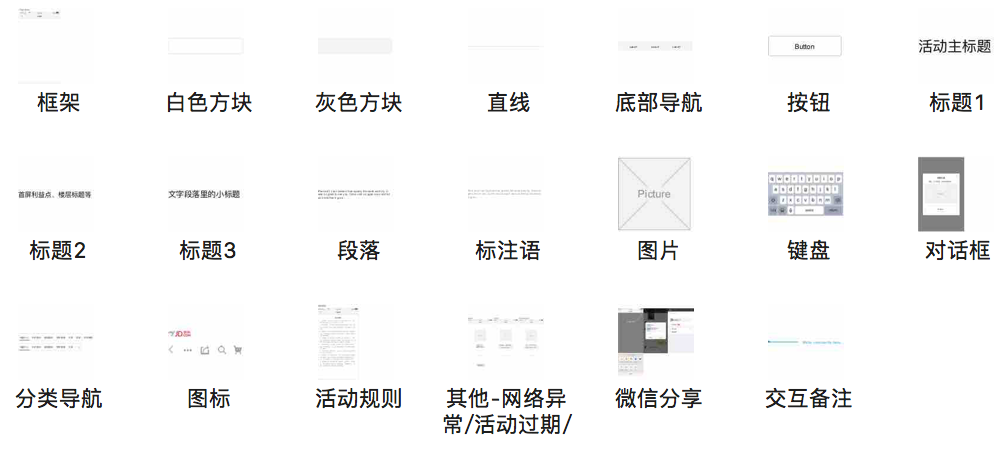 Button
活动主标题
框架
白色方块
灰色方块
直线
底部导航
按钮
标题1
首屏利益点、楼层标题等
文字段落里的小标题
Picture
标题2
标题3
段落
标注语
图片
键盘
对话框
JD
分类导航
图标
活动规则
其他-网络异
常/活动过期/
微信分享
交互备注